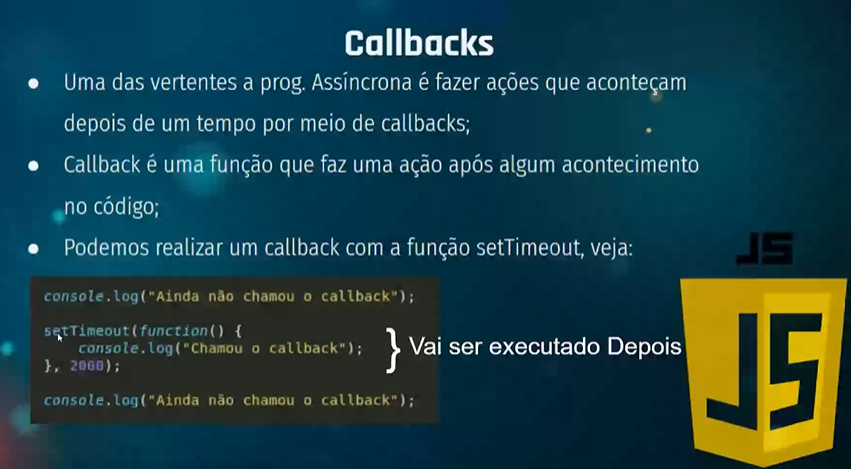 Callbacks
● Uma das vertentes a prog. Assíncrona é fazer ações que aconteçam
depois de um tempo por meio de callbacks;
● Callback é uma função que faz uma ação após algum acontecimento
no código;
● Podemos realizar um callback com a função setTimeout, veja:
JS
console.log("Ainda não chamou o callback");
setTimeout(function() {
console.log("Chamou o callback");
}, 2000);
} Vai ser executado Depois
console.log("Ainda não chamou o callback");
JS